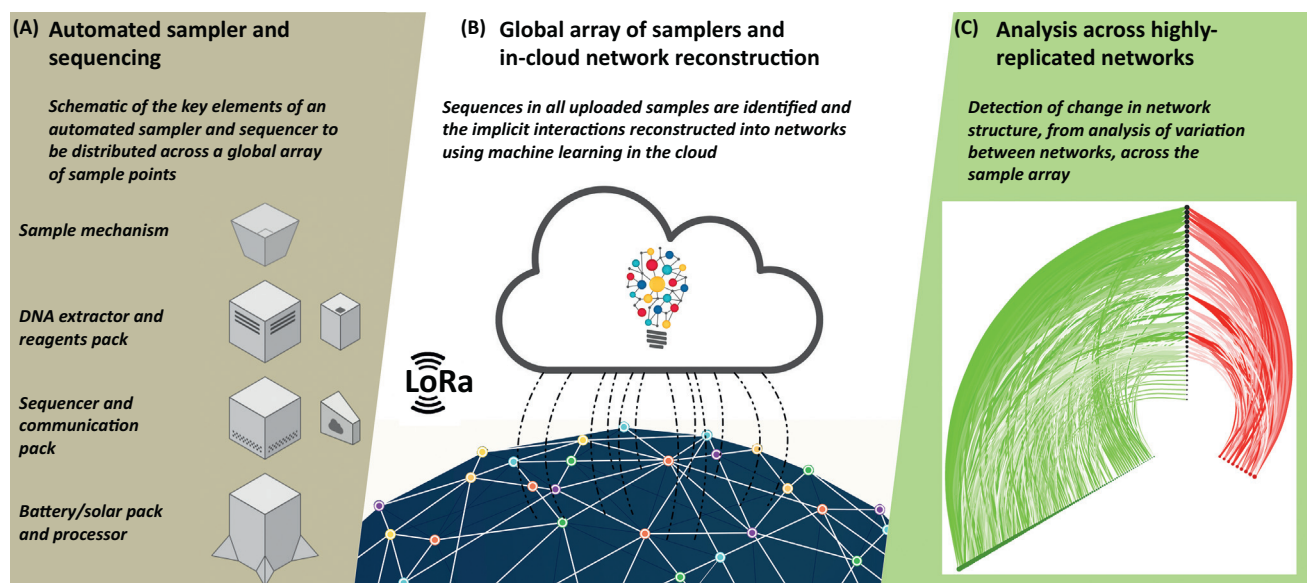 (A) Automated sampler and
sequencing
Schematic of the key elements of an
automated sampler and sequencer to
be distributed across a global array
of sample points
Sample mechanism
DNA extractor and
reagents pack
Sequencer and
communication
pack
Battery/solar pack
and processor
(B) Global array of samplers and
in-cloud network reconstruction
Sequences in all uploaded samples are identified and
the implicit interactions reconstructed into networks
using machine learning in the cloud
LoRa
(C) Analysis across highly-
replicated networks
Detection of change in network
structure, from analysis of variation
between networks, across the
sample array